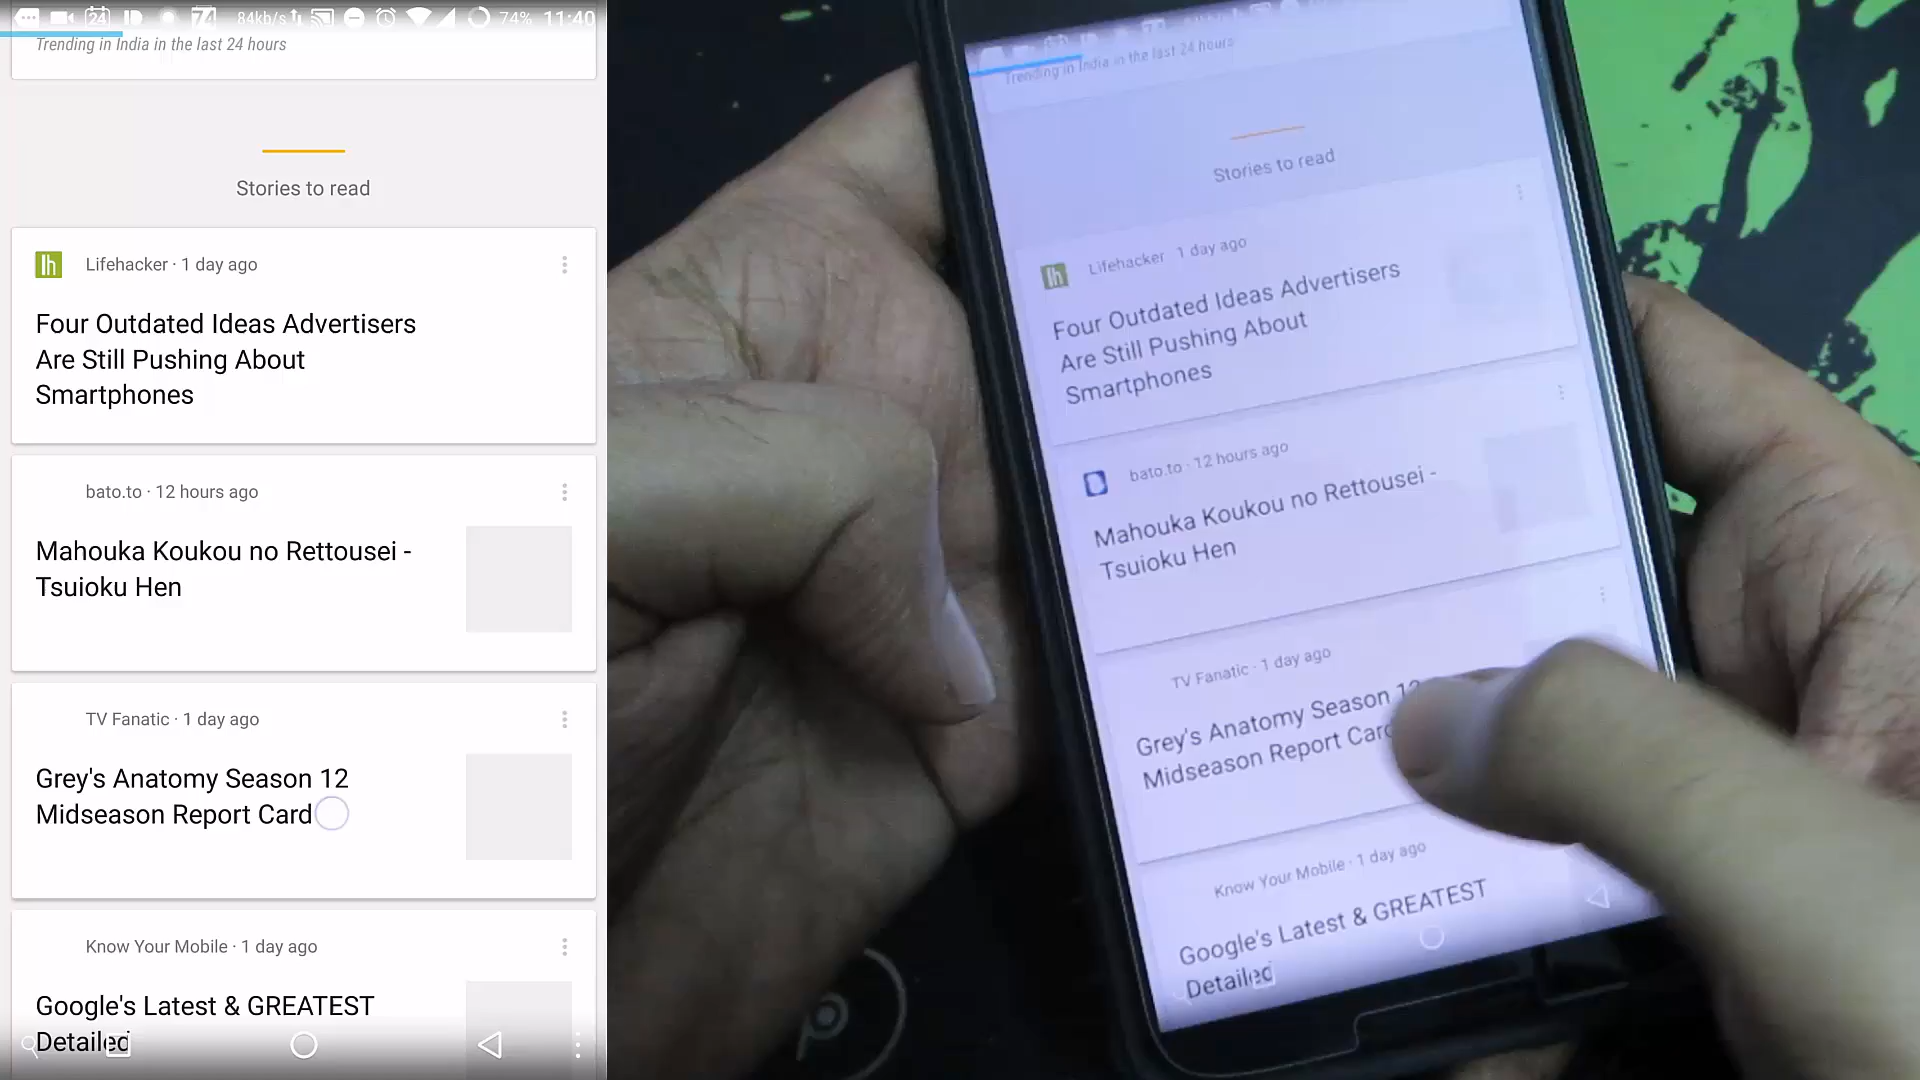 24
74
84kb/s
74%
11:40
Trending in India in the last 24 hours
Stories to read
lh
Lifehacker · 1 day ago
Four Outdated Ideas Advertisers
Are Still Pushing About
Smartphones
bato.to · 12 hours ago
Mahouka Koukou no Rettousei -
Tsuioku Hen
TV Fanatic · 1 day ago
Grey's Anatomy Season 12
Midseason Report Card
Know Your Mobile · 1 day ago
Google's Latest & GREATEST
Detailed
Trending in India in the last 24 hours
Stories to read
lh
Lifehacker 1 day ago
Four Outdated Ideas Advertisers
Are Still Pushing About
Smartphones
bato.to · 12 hours ago
Mahouka Koukou no Rettousei -
Tsuioku Hen
TV Fanatic · 1 day ago
Grey's Anatomy Season 12
Midseason Report Card
Know Your Mobile · 1 day ago
Google's Latest & GREATEST
Detailed